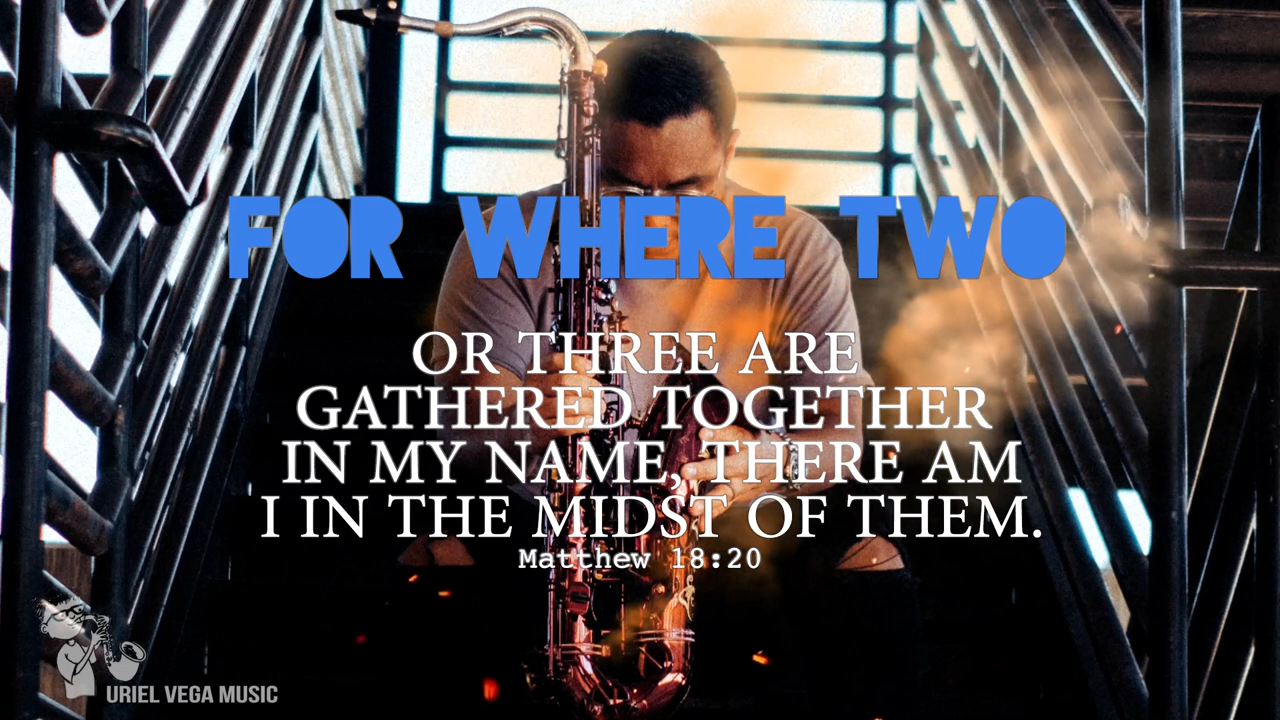 FOR WHERE TWO
OR THREE ARE
GATHERED TOGETHER
IN MY NAME, THERE AM
I IN THE MIDST OF THEM.
Matthew 18:20
URIEL VEGA MUSIC